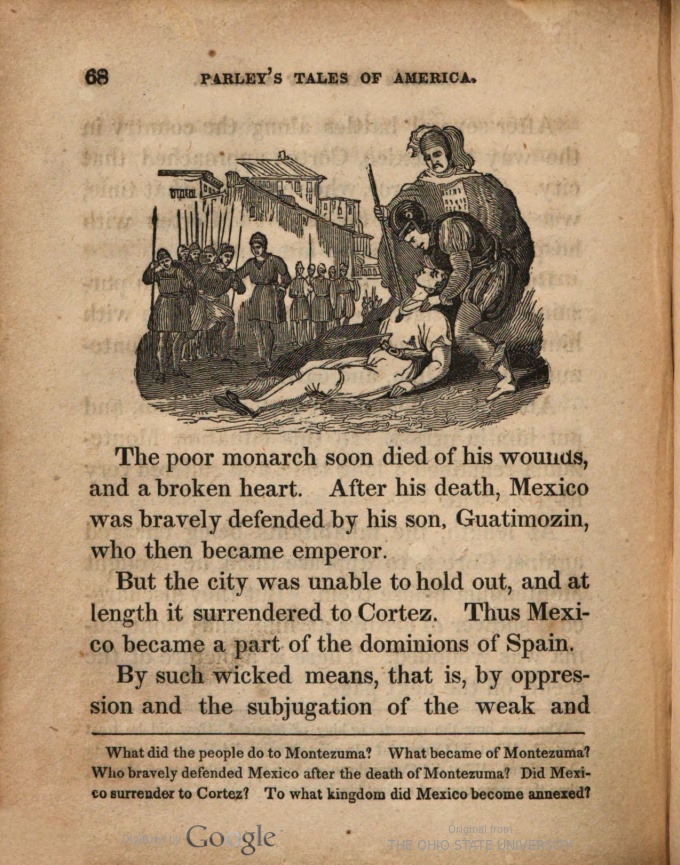 68 PARLEY'S TALES OF AMERICA.
The poor monarch soon died of his wounds,
and a broken heart. After his death, Mexico
was bravely defended by his son, Guatimozin,
who then became emperor.
But the city was unable to hold out, and at
length it surrendered to Cortez. Thus Mexi-
co became a part of the dominions of Spain.
By such wicked means, that is, by oppres-
sion and the subjugation of the weak and
What did the people do to Montezuma? What became of Montezuma?
Who bravely defended Mexico after the death of Montezuma? Did Mexi-
co surrender to Cortez? To what kingdom did Mexico become annexed?
Digitized by Google
Original from
THE OHIO STATE UNIVERSITY